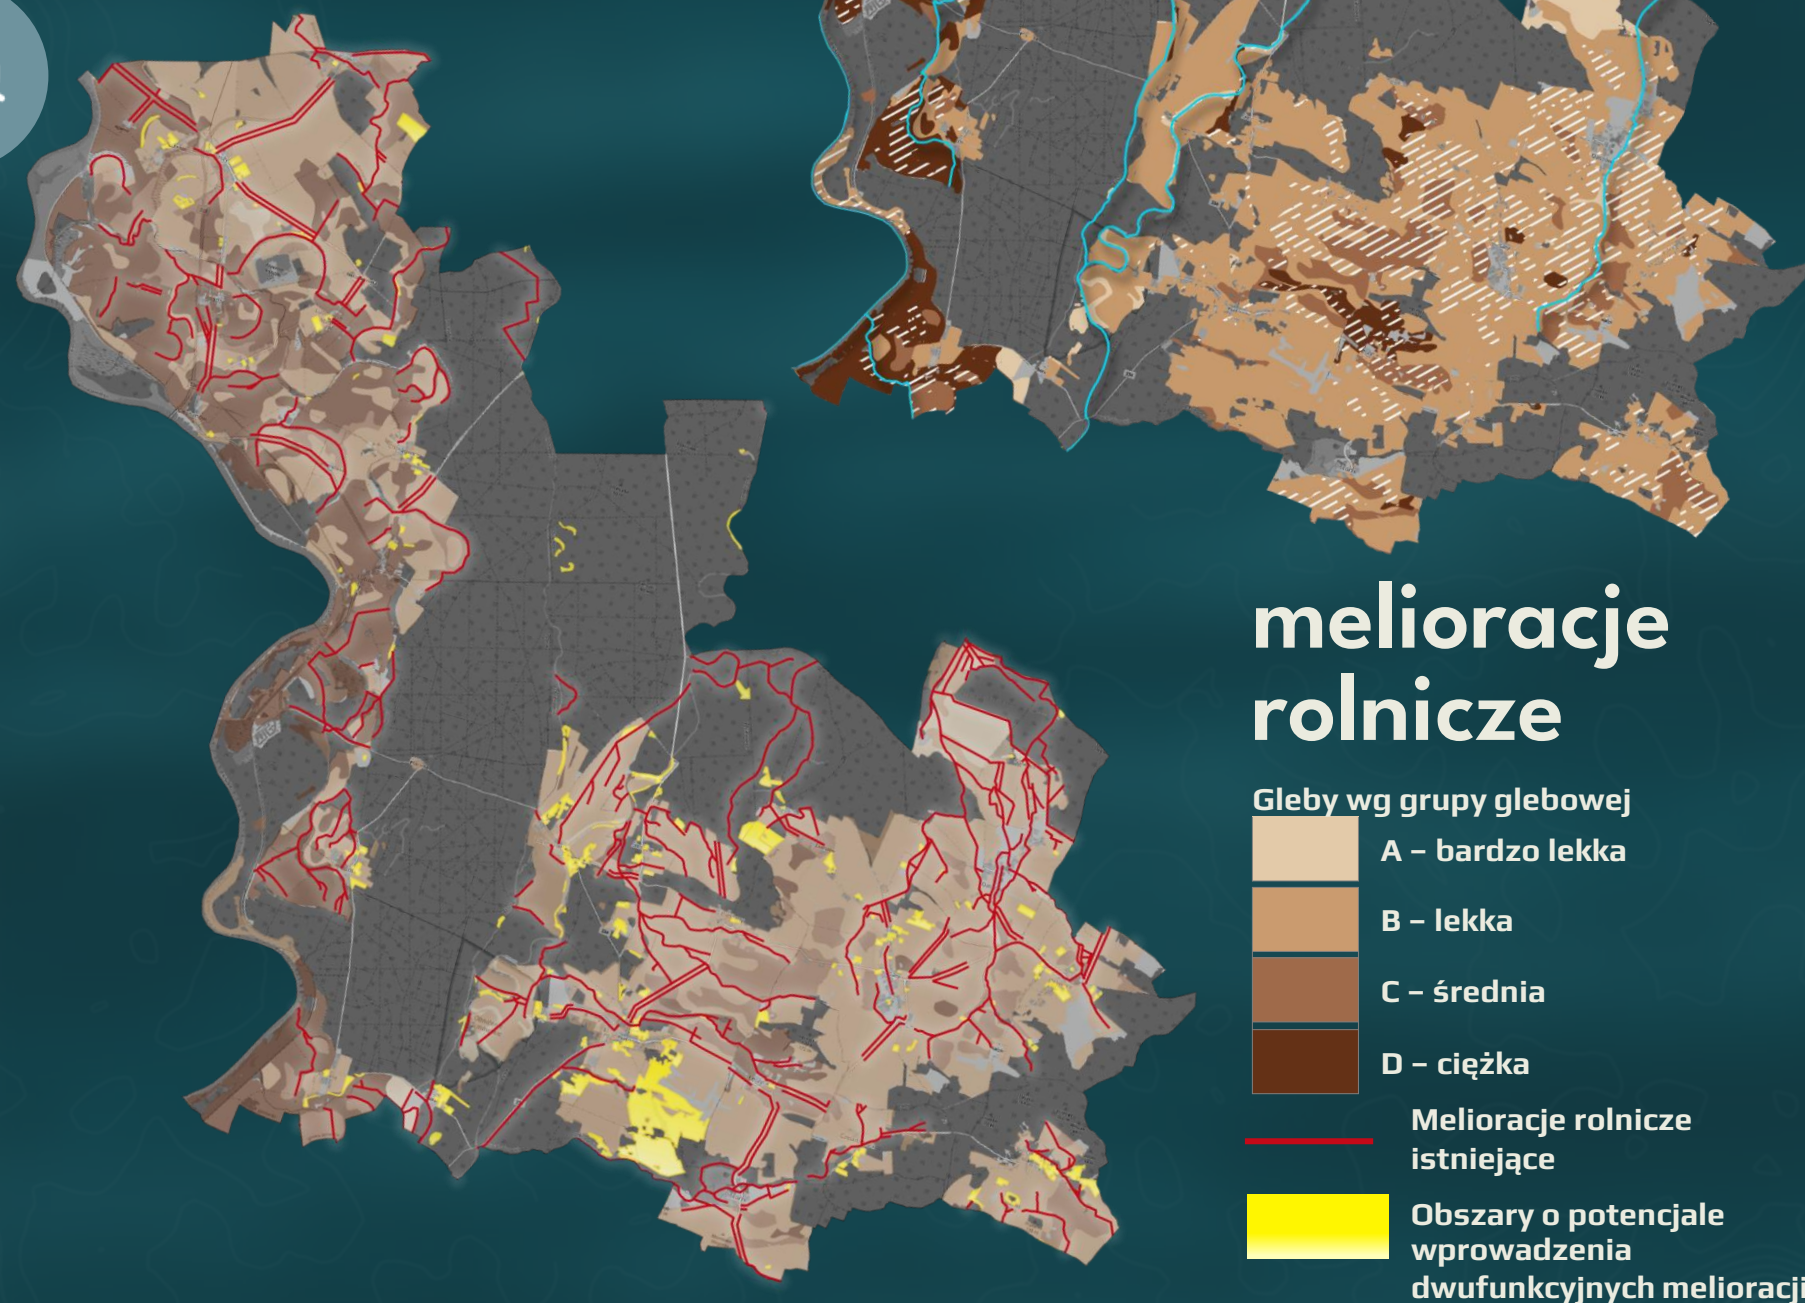 melioracje
rolnicze
Gleby wg grupy glebowej
A – bardzo lekka
B – lekka
C – średnia
D – ciężka
Melioracje rolnicze
istniejące
Obszary o potencjale
wprowadzenia
dwufunkcyjnych melioracji